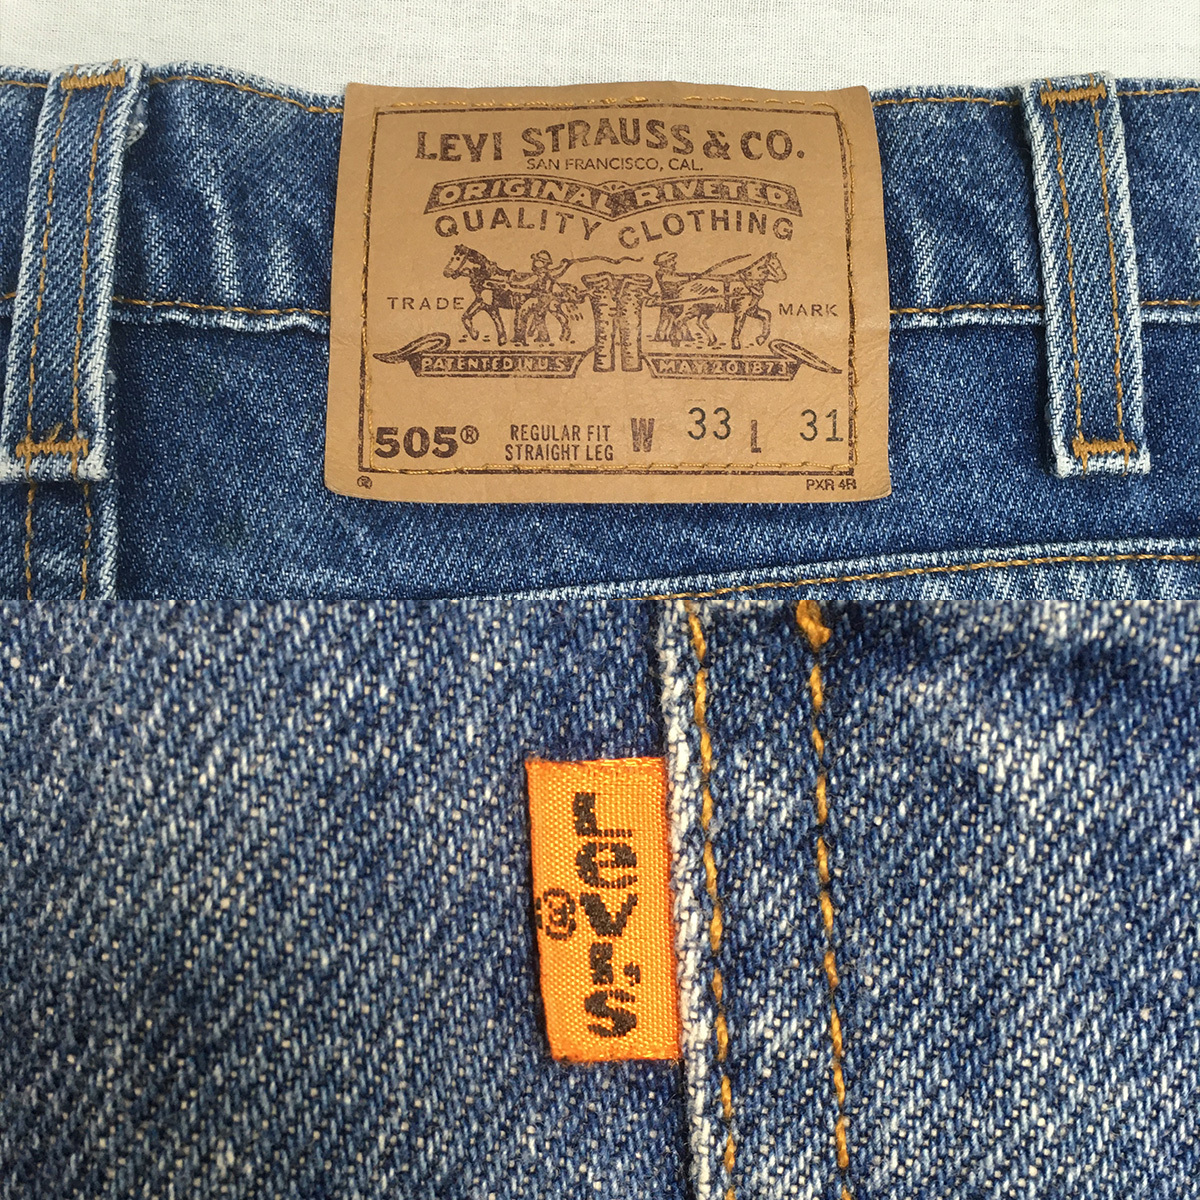 LEVI STRAUSS & CO.
SAN FRANCISCO, CAL.
ORIGINAL RIVETED
QUALITY CLOTHING
TRADE MARK
PATENTED IN U.S. MAY 20 1873
505® REGULAR FIT W 33 L 31
STRAIGHT LEG
® PXR 4R
LeVI'S
®